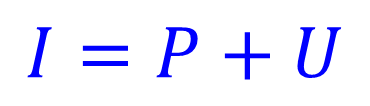 I = P + U